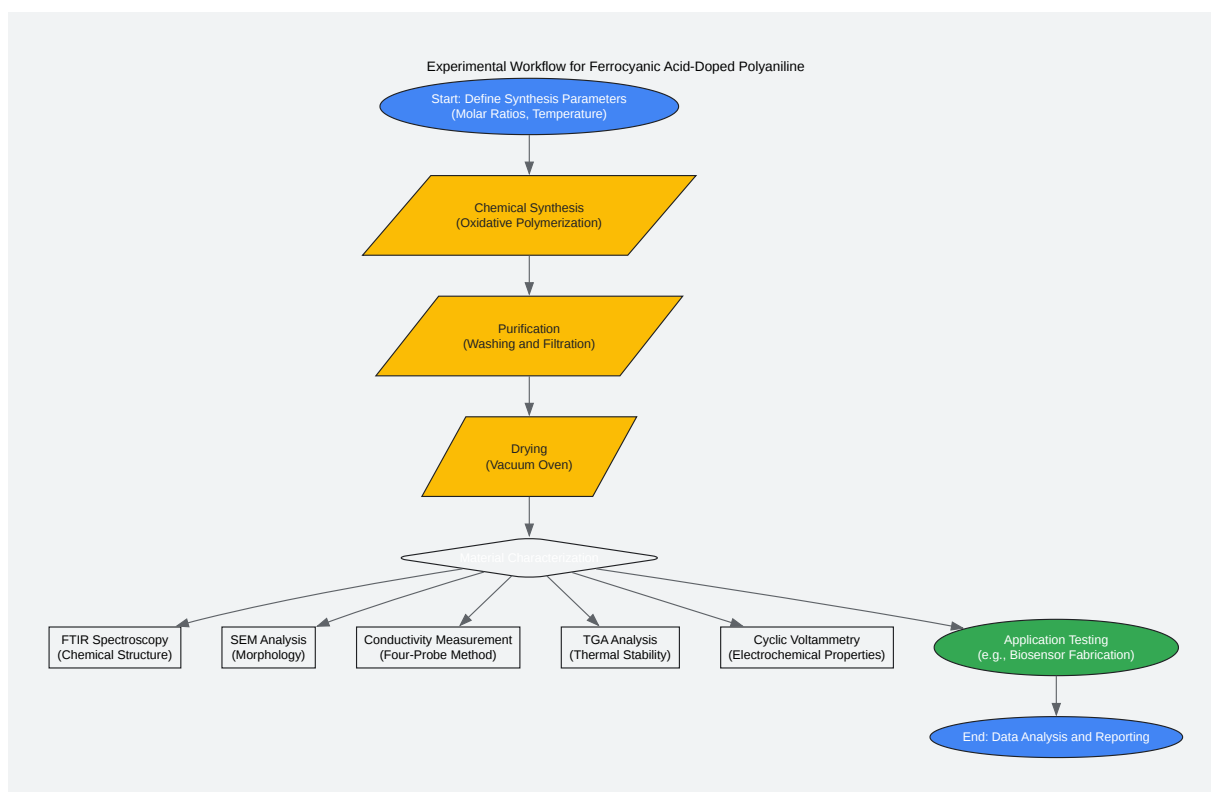 Experimental Workflow for Ferrocyanic Acid-Doped Polyaniline
Start: Define Synthesis Parameters
(Molar Ratios, Temperature)
Chemical Synthesis
(Oxidative Polymerization)
Purification
(Washing and Filtration)
Drying
(Vacuum Oven)
Material Characterization
FTIR Spectroscopy
(Chemical Structure)
SEM Analysis
(Morphology)
Conductivity Measurement
(Four-Probe Method)
TGA Analysis
(Thermal Stability)
Cyclic Voltammetry
(Electrochemical Properties)
Application Testing
(e.g., Biosensor Fabrication)
End: Data Analysis and Reporting